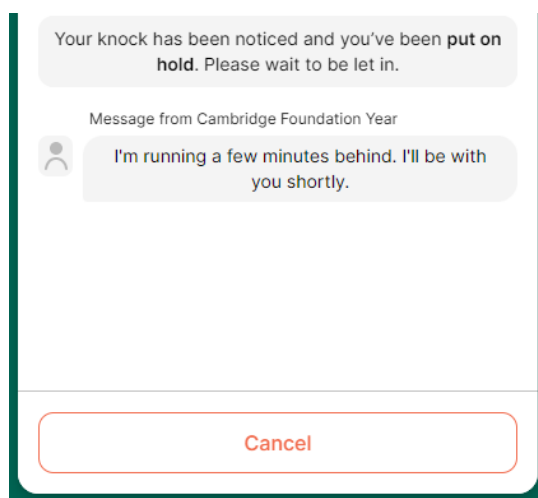 Your knock has been noticed and you've been put on
hold. Please wait to be let in.
Message from Cambridge Foundation Year
I'm running a few minutes behind. I'll be with
you shortly.
Cancel